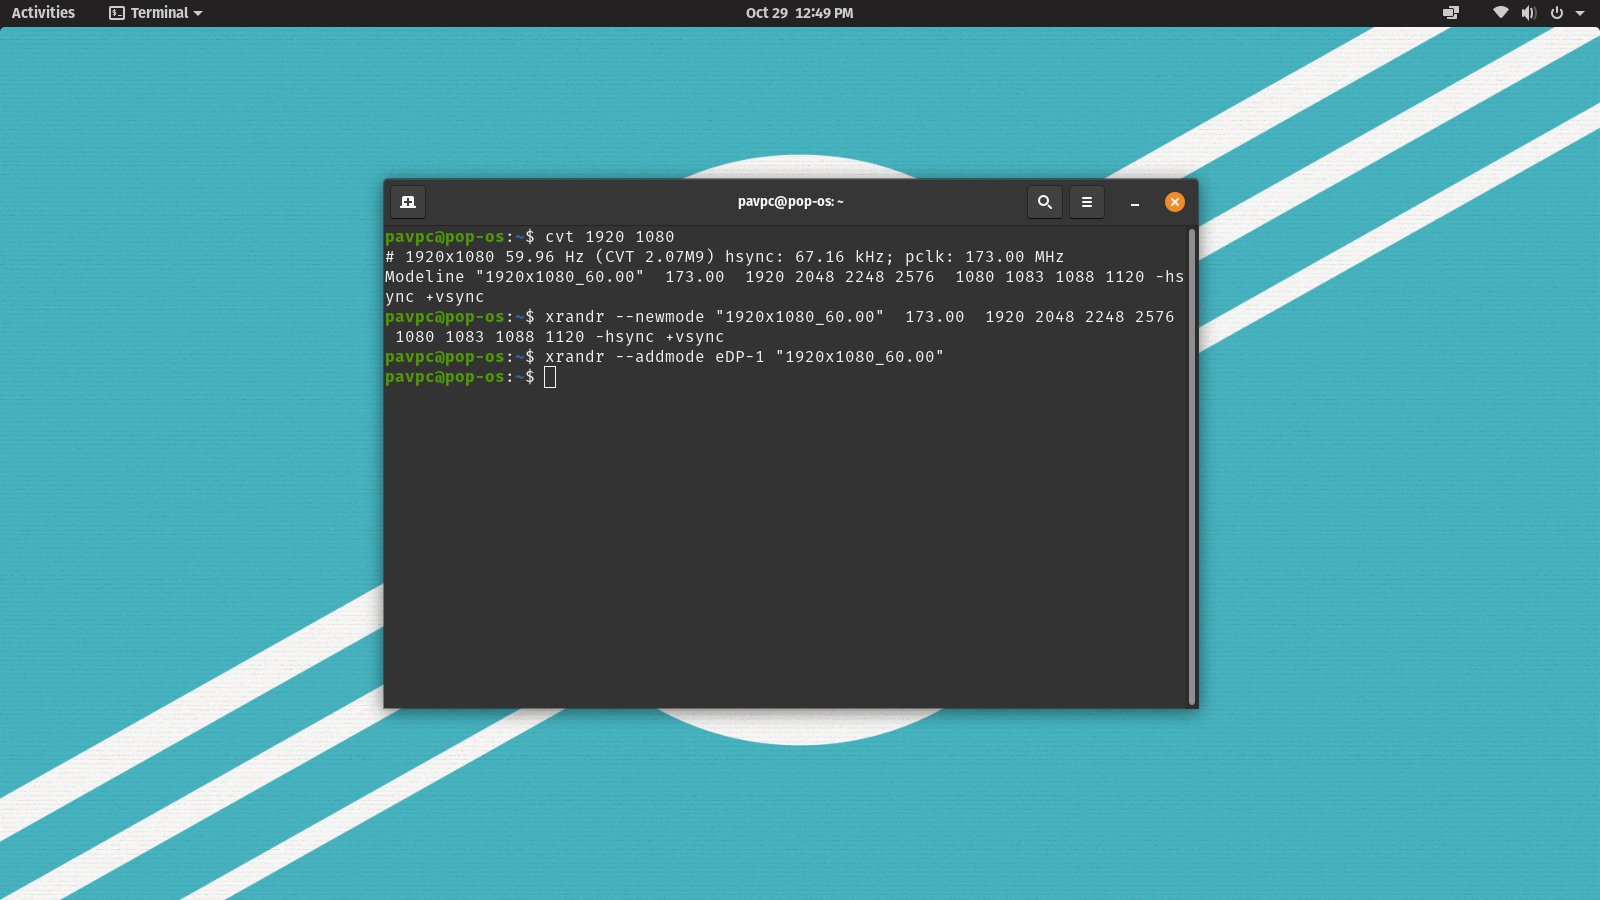 Activities Terminal Oct 29 12:49 PM
pavpc@pop-os: ~
pavpc@pop-os:~$ cvt 1920 1080
# 1920x1080 59.96 Hz (CVT 2.07M9) hsync: 67.16 kHz; pclk: 173.00 MHz
Modeline "1920x1080_60.00"  173.00  1920 2048 2248 2576  1080 1083 1088 1120 -hs
ync +vsync
pavpc@pop-os:~$ xrandr --newmode "1920x1080_60.00"  173.00  1920 2048 2248 2576
 1080 1083 1088 1120 -hsync +vsync
pavpc@pop-os:~$ xrandr --addmode eDP-1 "1920x1080_60.00"
pavpc@pop-os:~$